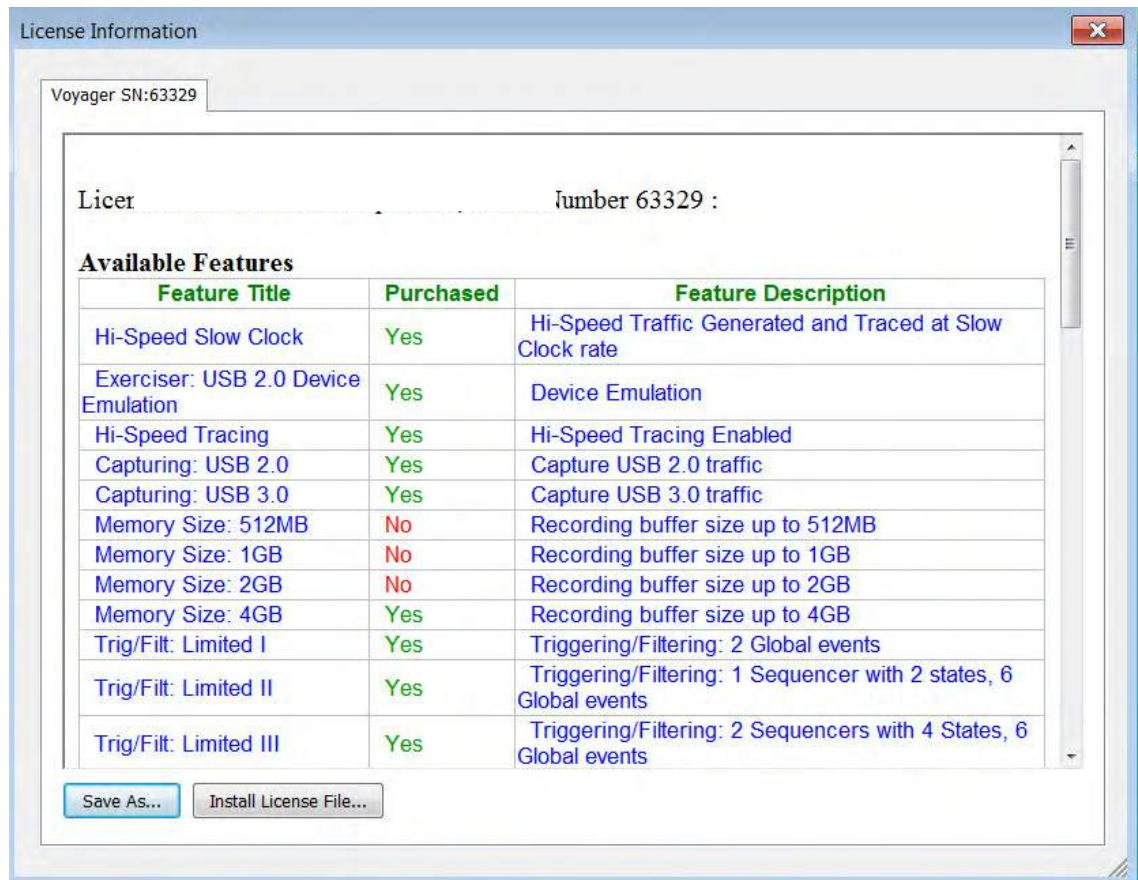 License Information
Voyager SN:63329
Number 63329 :
Available Features
Feature Title Purchased Feature Description
Hi-Speed Slow Clock Yes Hi-Speed Traffic Generated and Traced at Slow
Clock rate
Exerciser: USB 2.0 Device
Emulation Yes Device Emulation
Hi-Speed Tracing Yes Hi-Speed Tracing Enabled
Capturing: USB 2.0 Yes Capture USB 2.0 traffic
Capturing: USB 3.0 Yes Capture USB 3.0 traffic
Memory Size: 512MB No Recording buffer size up to 512MB
Memory Size: 1GB No Recording buffer size up to 1GB
Memory Size: 2GB No Recording buffer size up to 2GB
Memory Size: 4GB Yes Recording buffer size up to 4GB
Trig/Filt: Limited I Yes Triggering/Filtering: 2 Global events
Trig/Filt: Limited II Yes Triggering/Filtering: 1 Sequencer with 2 states, 6
Global events
Trig/Filt: Limited III Yes Triggering/Filtering: 2 Sequencers with 4 States, 6
Global events
Save As... Install License File...